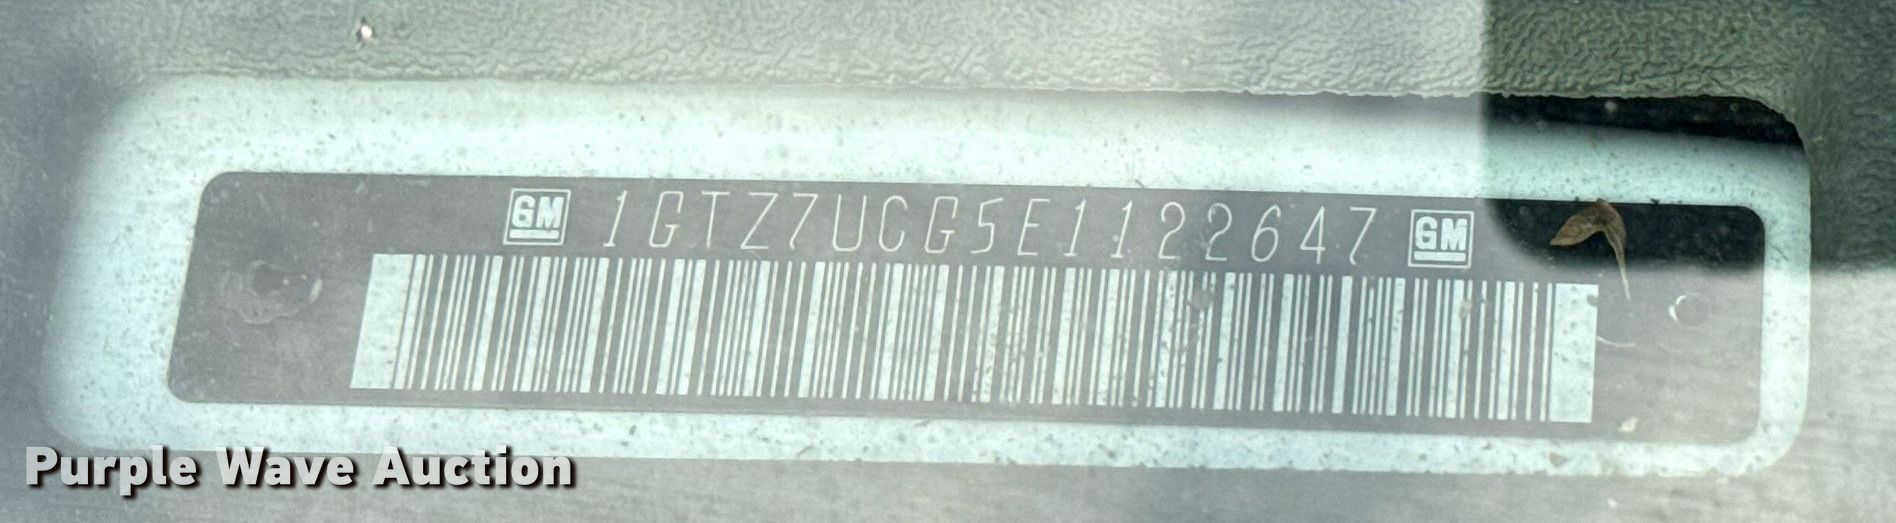 GM 1GTZ7UCG5E1122647 GM
Purple Wave Auction